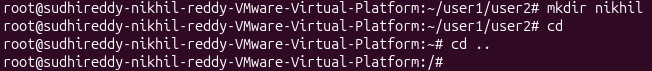 root@sudhireddy-nikhil-reddy-VMware-Virtual-Platform:~/user1/user2# mkdir nikhil
root@sudhireddy-nikhil-reddy-VMware-Virtual-Platform:~/user1/user2# cd
root@sudhireddy-nikhil-reddy-VMware-Virtual-Platform:~# cd ..
root@sudhireddy-nikhil-reddy-VMware-Virtual-Platform:/#